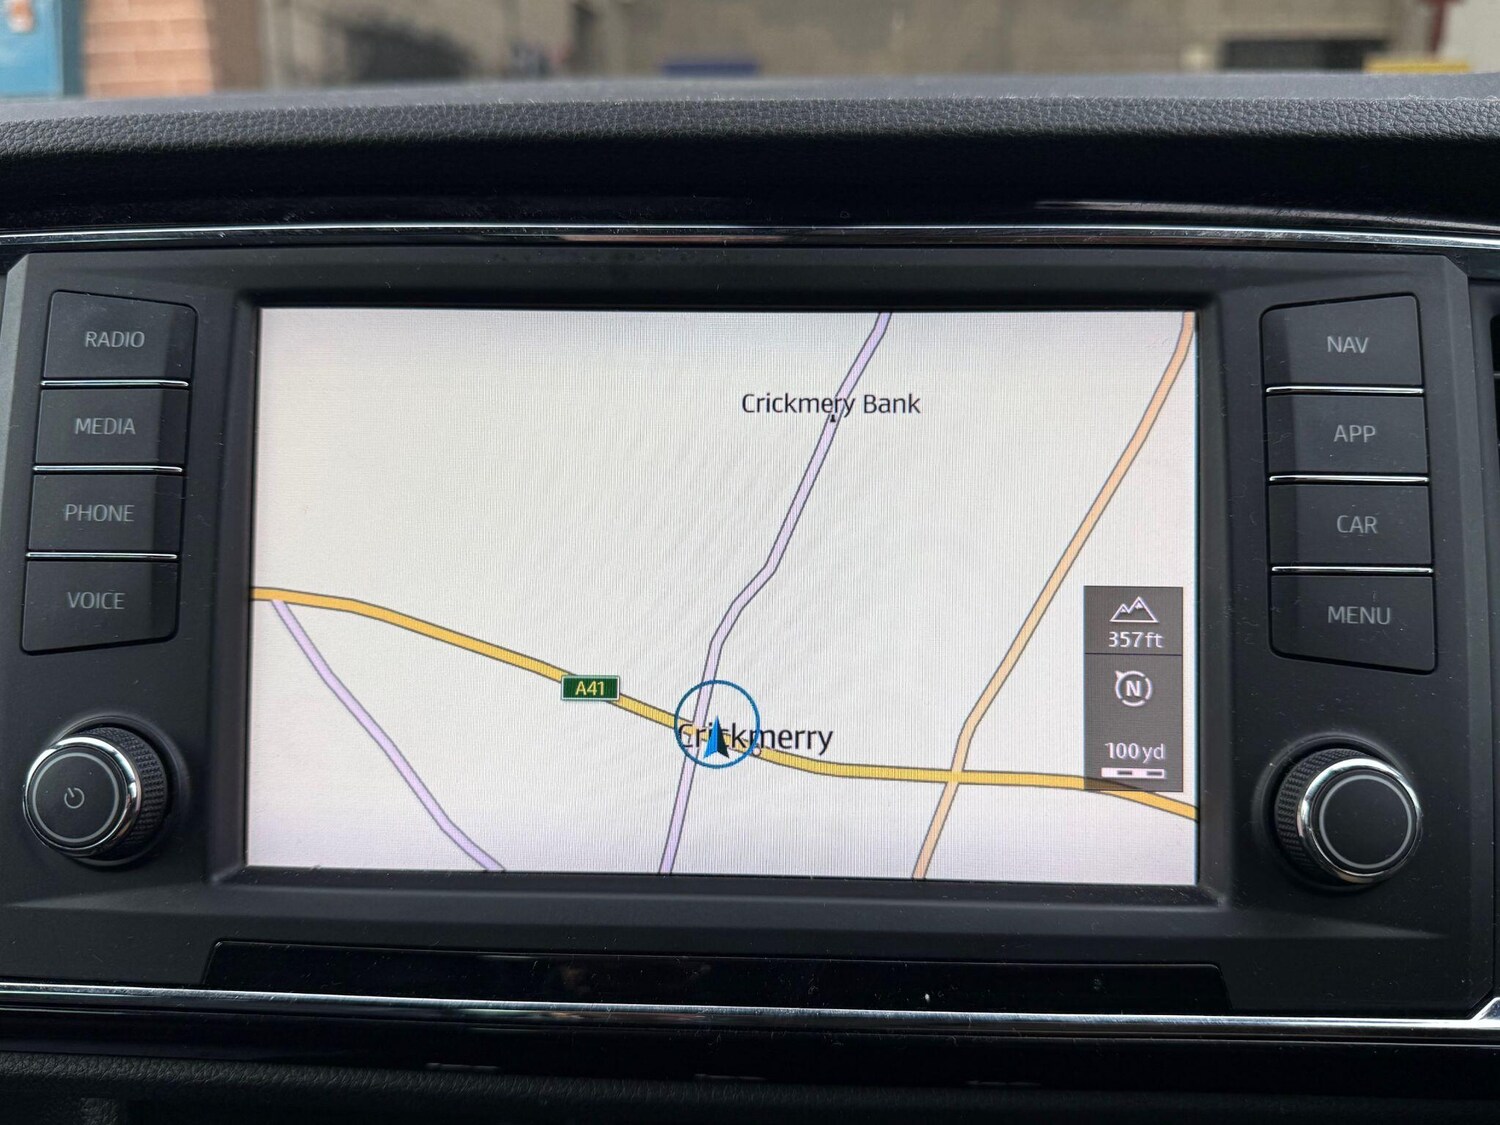 RADIO
MEDIA
PHONE
VOICE
Crickmery Bank
A41
Crickmerry
357ft
N
100yd
NAV
APP
CAR
MENU